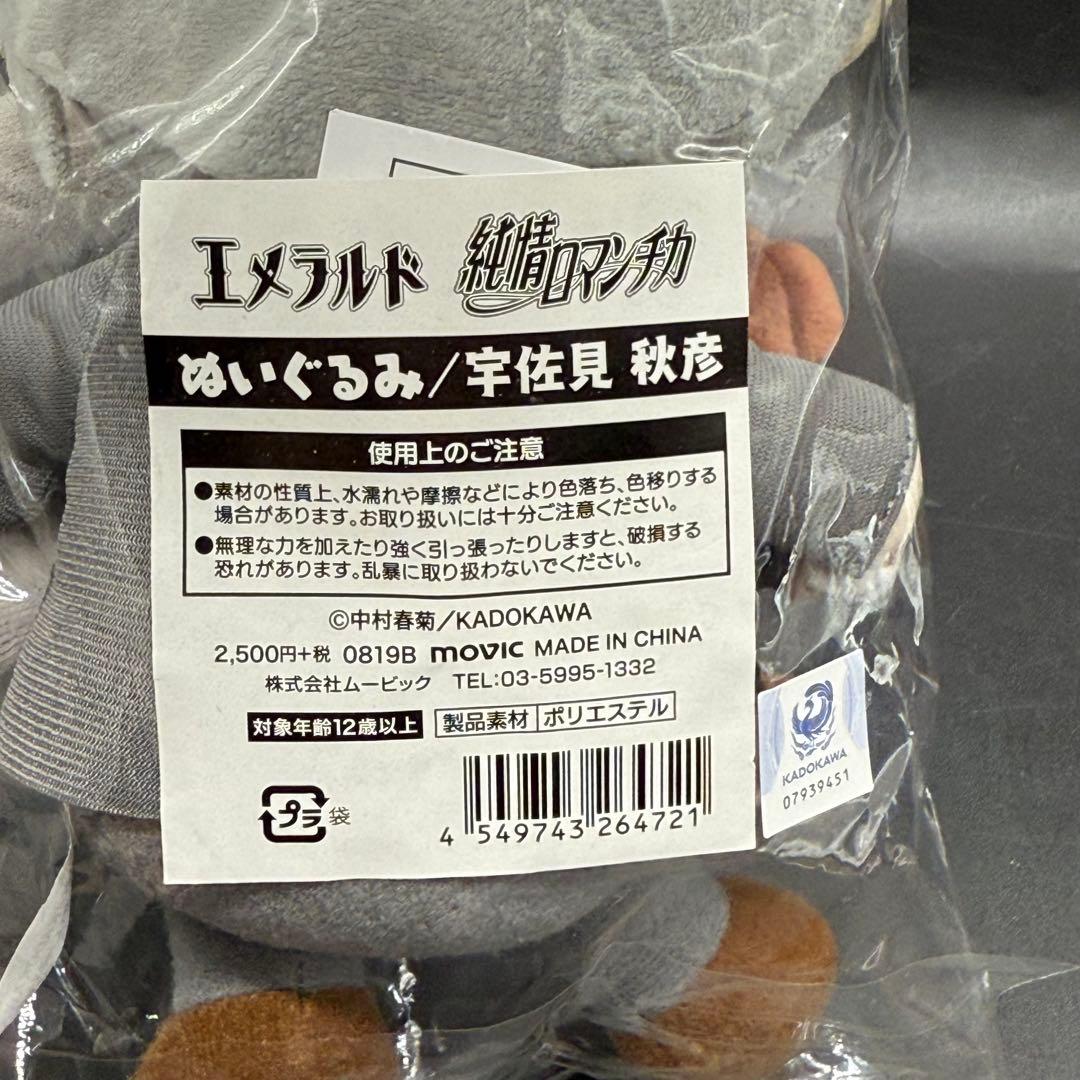 エメラルド 純情ロマンチカ
ぬいぐるみ/宇佐見 秋彦
使用上のご注意
●素材の性質上、水濡れや摩擦などにより色落ち、色移りする
場合があります。お取り扱いには十分ご注意ください。
●無理な力を加えたり強く引っ張ったりしますと、破損する
恐れがあります。乱暴に取り扱わないでください。
©中村春菊/KADOKAWA
2,500円+税 0819B movic MADE IN CHINA
株式会社ムービック TEL:03-5995-1332
対象年齢12歳以上 製品素材 ポリエステル
プラ 袋
4 549743 264721
KADOKAWA
07939451